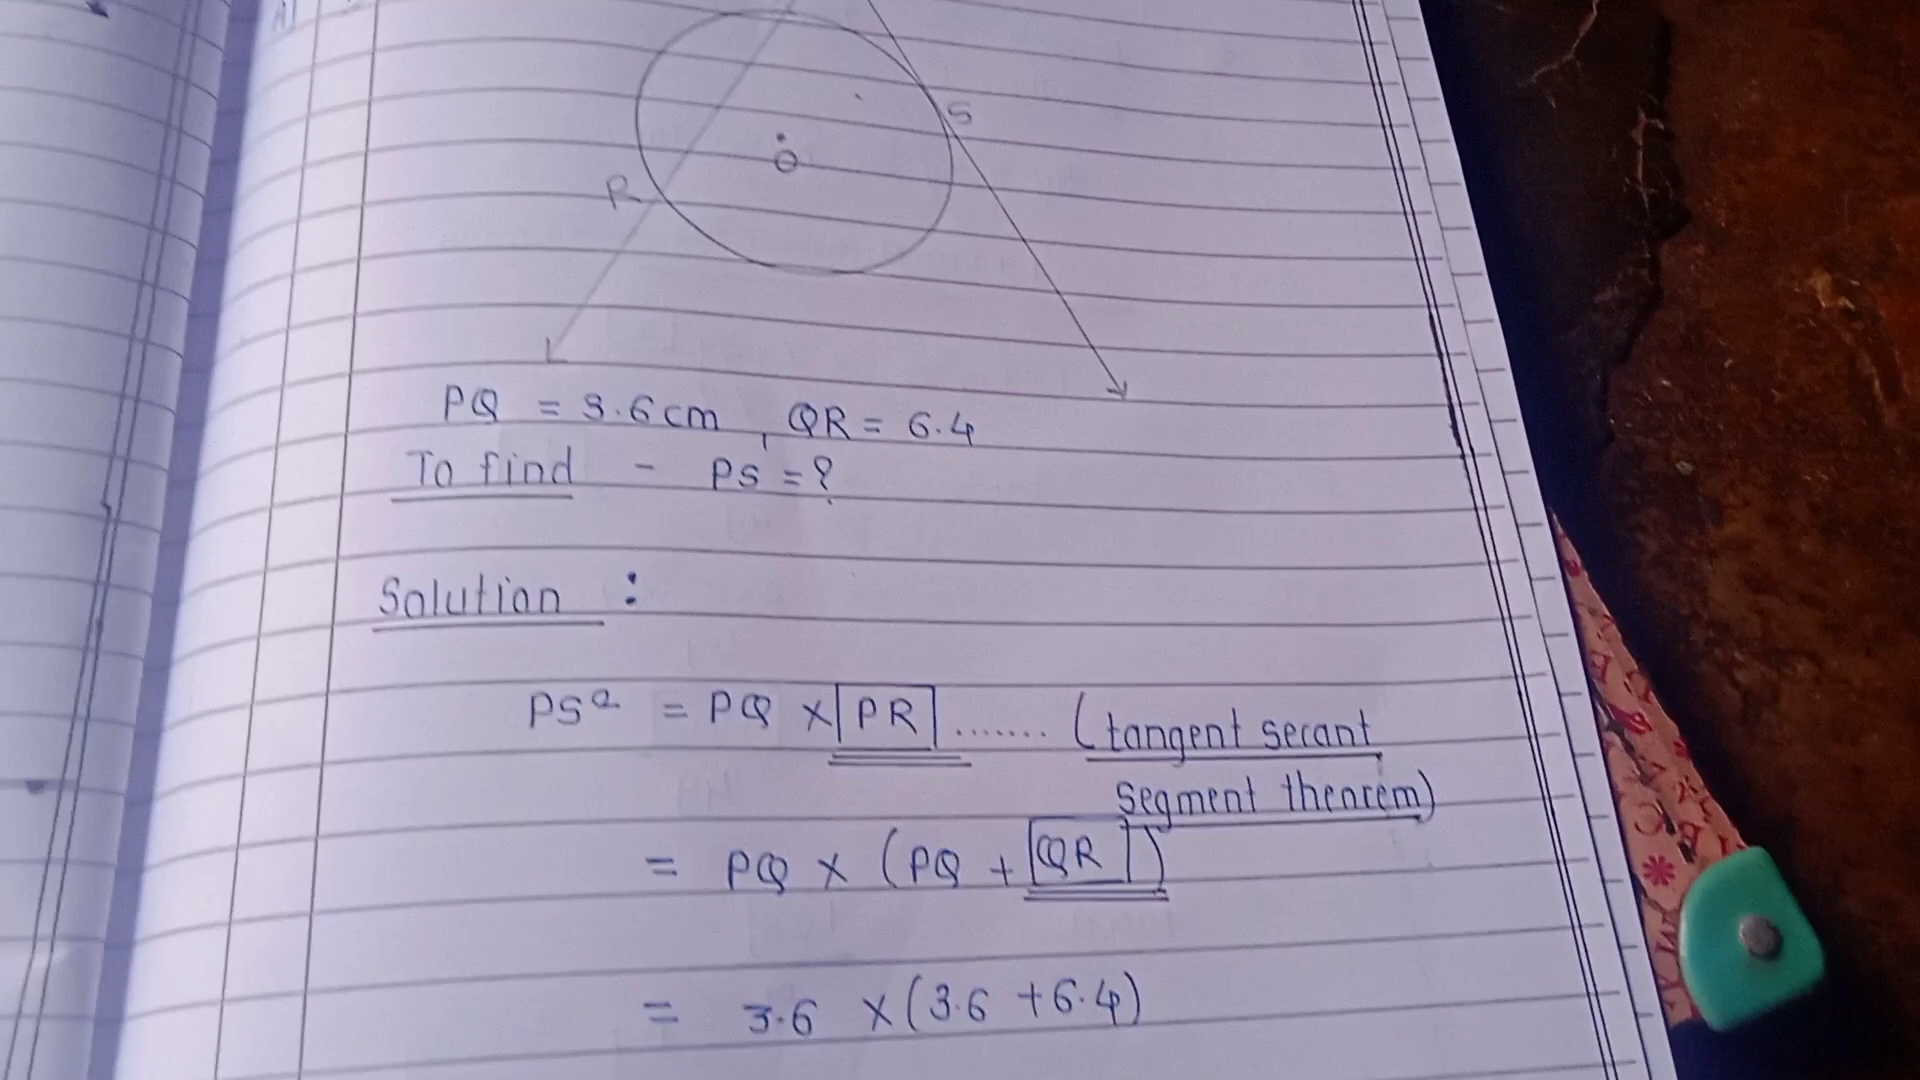 A)
S
O
R
PQ = 3.6 cm, QR = 6.4
To find - PS = ?
Solution :
PS² = PQ × PR ....... (tangent secant
segment theorem)
= PQ × (PQ + QR)
= 3.6 × (3.6 + 6.4)